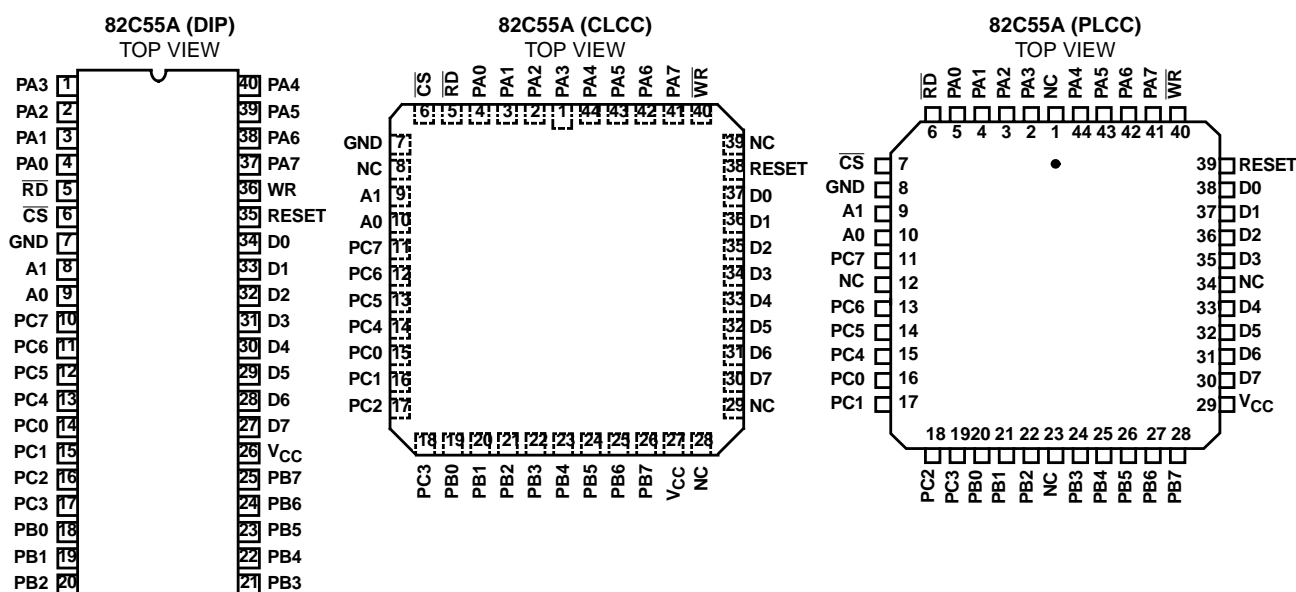 82C55A (DIP)
TOP VIEW
PA3 1 40 PA4
PA2 2 39 PA5
PA1 3 38 PA6
PA0 4 37 PA7
RD 5 36 WR
CS 6 35 RESET
GND 7 34 D0
A1 8 33 D1
A0 9 32 D2
PC7 10 31 D3
PC6 11 30 D4
PC5 12 29 D5
PC4 13 28 D6
PC0 14 27 D7
PC1 15 26 VCC
PC2 16 25 PB7
PC3 17 24 PB6
PB0 18 23 PB5
PB1 19 22 PB4
PB2 20 21 PB3
82C55A (CLCC)
TOP VIEW
CS RD PA0 PA1 PA2 PA3 PA4 PA5 PA6 PA7 WR
6 5 4 3 2 1 44 43 42 41 40
GND 7 39 NC
NC 8 38 RESET
A1 9 37 D0
A0 10 36 D1
PC7 11 35 D2
PC6 12 34 D3
PC5 13 33 D4
PC4 14 32 D5
PC0 15 31 D6
PC1 16 30 D7
PC2 17 29 NC
18 19 20 21 22 23 24 25 26 27 28
PC3 PB0 PB1 PB2 PB3 PB4 PB5 PB6 PB7 VCC NC
82C55A (PLCC)
TOP VIEW
RD PA0 PA1 PA2 PA3 NC PA4 PA5 PA6 PA7 WR
6 5 4 3 2 1 44 43 42 41 40
CS 7 39 RESET
GND 8 38 D0
A1 9 37 D1
A0 10 36 D2
PC7 11 35 D3
NC 12 34 NC
PC6 13 33 D4
PC5 14 32 D5
PC4 15 31 D6
PC0 16 30 D7
PC1 17 29 VCC
18 19 20 21 22 23 24 25 26 27 28
PC2 PC3 PB0 PB1 PB2 NC PB3 PB4 PB5 PB6 PB7